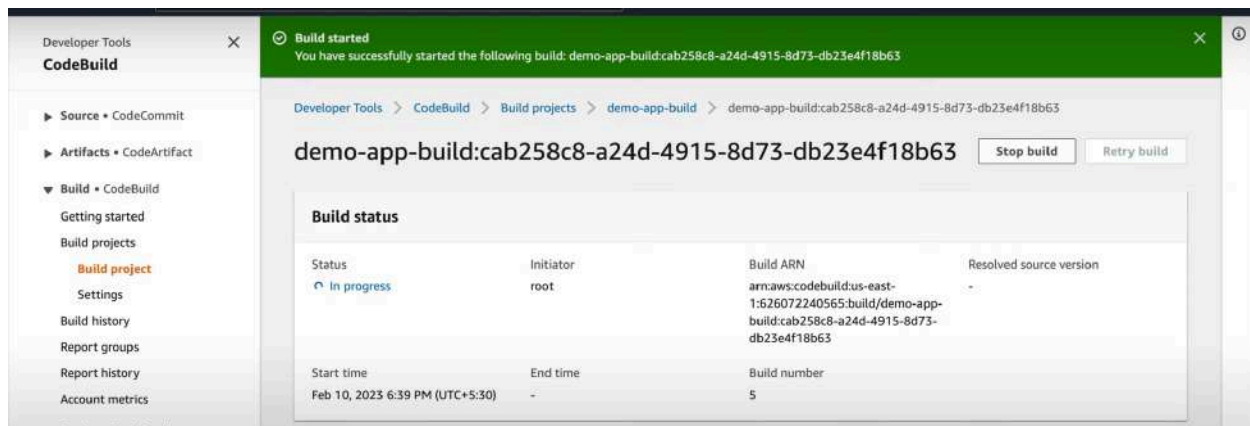 Developer Tools
CodeBuild
Source • CodeCommit
Artifacts • CodeArtifact
Build • CodeBuild
Getting started
Build projects
Build project
Settings
Build history
Report groups
Report history
Account metrics
Build started
You have successfully started the following build: demo-app-build:cab258c8-a24d-4915-8d73-db23e4f18b63
Developer Tools > CodeBuild > Build projects > demo-app-build > demo-app-build:cab258c8-a24d-4915-8d73-db23e4f18b63
demo-app-build:cab258c8-a24d-4915-8d73-db23e4f18b63
Stop build
Retry build
Build status
Status
In progress
Initiator
root
Build ARN
arn:aws:codebuild:us-east-
1:626072240565:build/demo-app-
build:cab258c8-a24d-4915-8d73-
db23e4f18b63
Resolved source version
-
Start time
Feb 10, 2023 6:39 PM (UTC+5:30)
End time
-
Build number
5